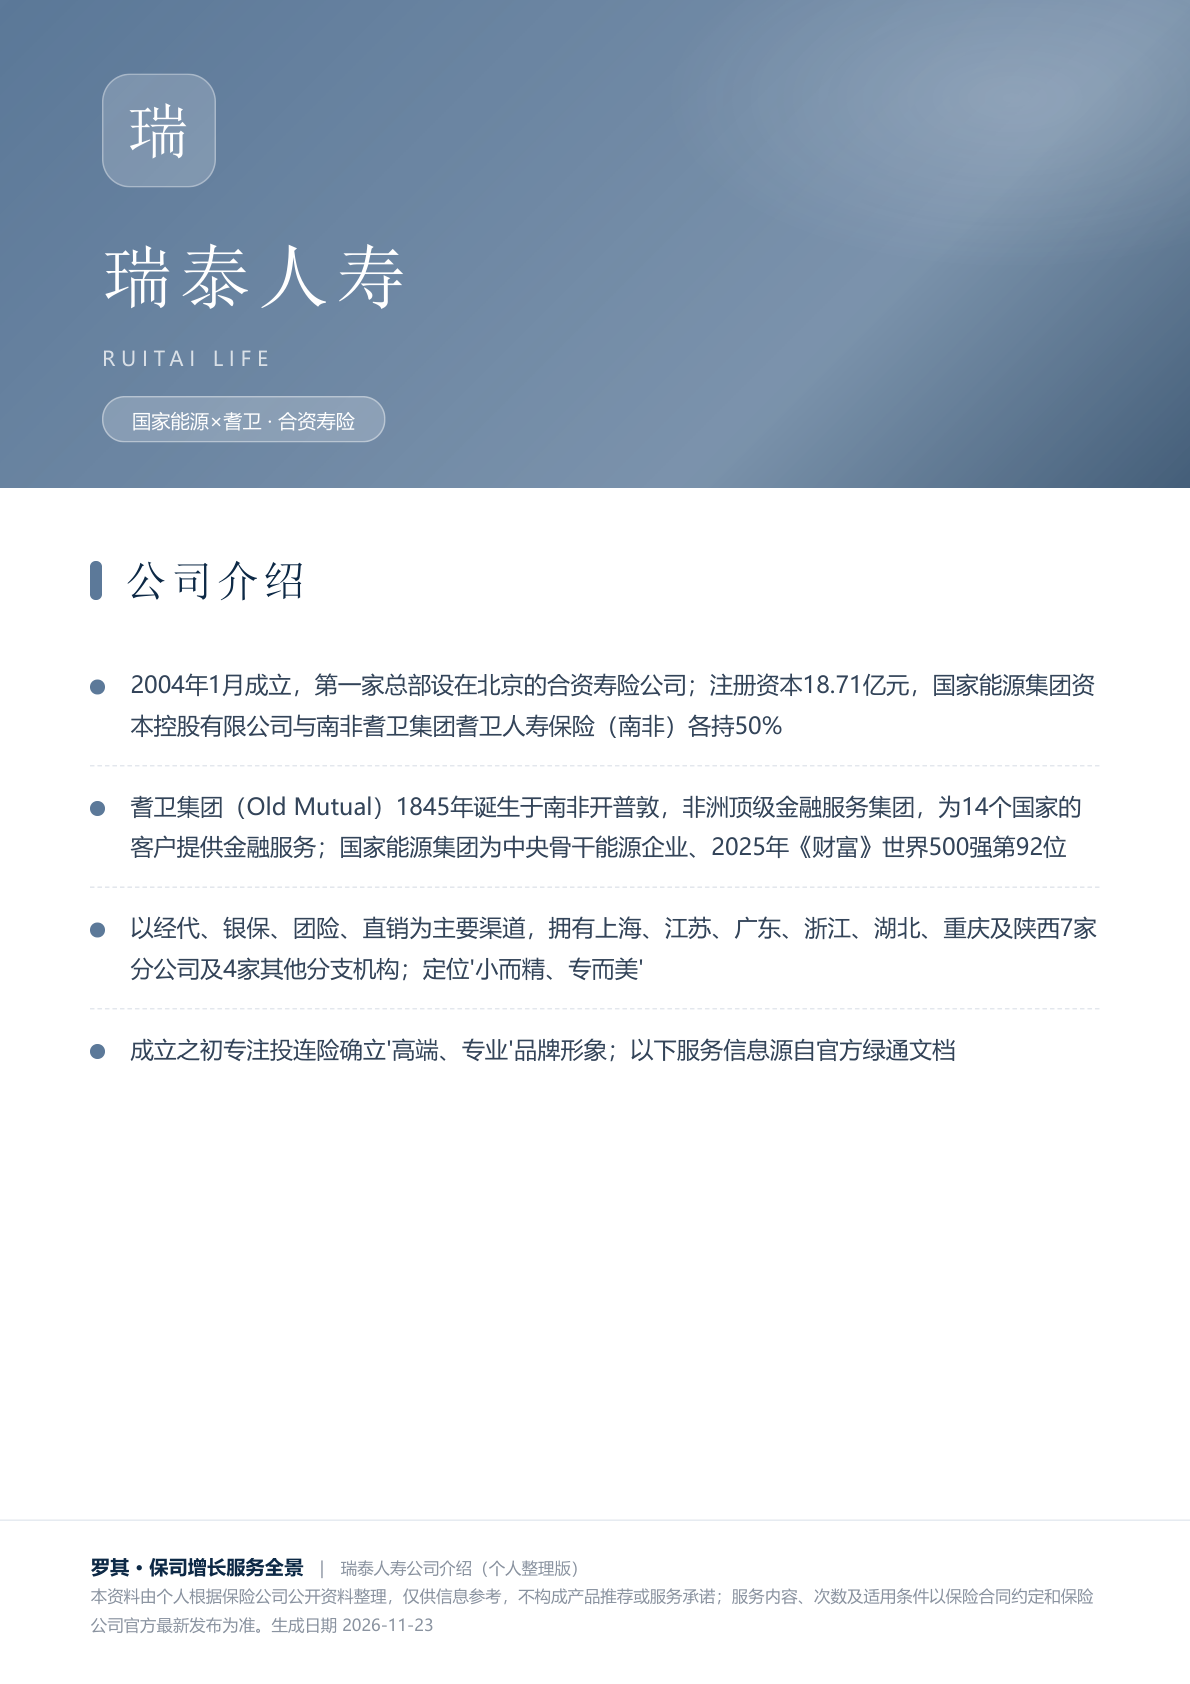 瑞
瑞泰人寿
RUITAI LIFE
国家能源×耆卫 · 合资寿险
公司介绍
2004年1月成立，第一家总部设在北京的合资寿险公司；注册资本18.71亿元，国家能源集团资
本控股有限公司与南非耆卫集团耆卫人寿保险（南非）各持50%
耆卫集团（Old Mutual）1845年诞生于南非开普敦，非洲顶级金融服务集团，为14个国家的
客户提供金融服务；国家能源集团为中央骨干能源企业、2025年《财富》世界500强第92位
以经代、银保、团险、直销为主要渠道，拥有上海、江苏、广东、浙江、湖北、重庆及陕西7家
分公司及4家其他分支机构；定位'小而精、专而美'
成立之初专注投连险确立'高端、专业'品牌形象；以下服务信息源自官方绿通文档
罗其 • 保司增长服务全景 | 瑞泰人寿公司介绍（个人整理版）
本资料由个人根据保险公司公开资料整理，仅供信息参考，不构成产品推荐或服务承诺；服务内容、次数及适用条件以保险合同约定和保险
公司官方最新发布为准。生成日期 2026-11-23